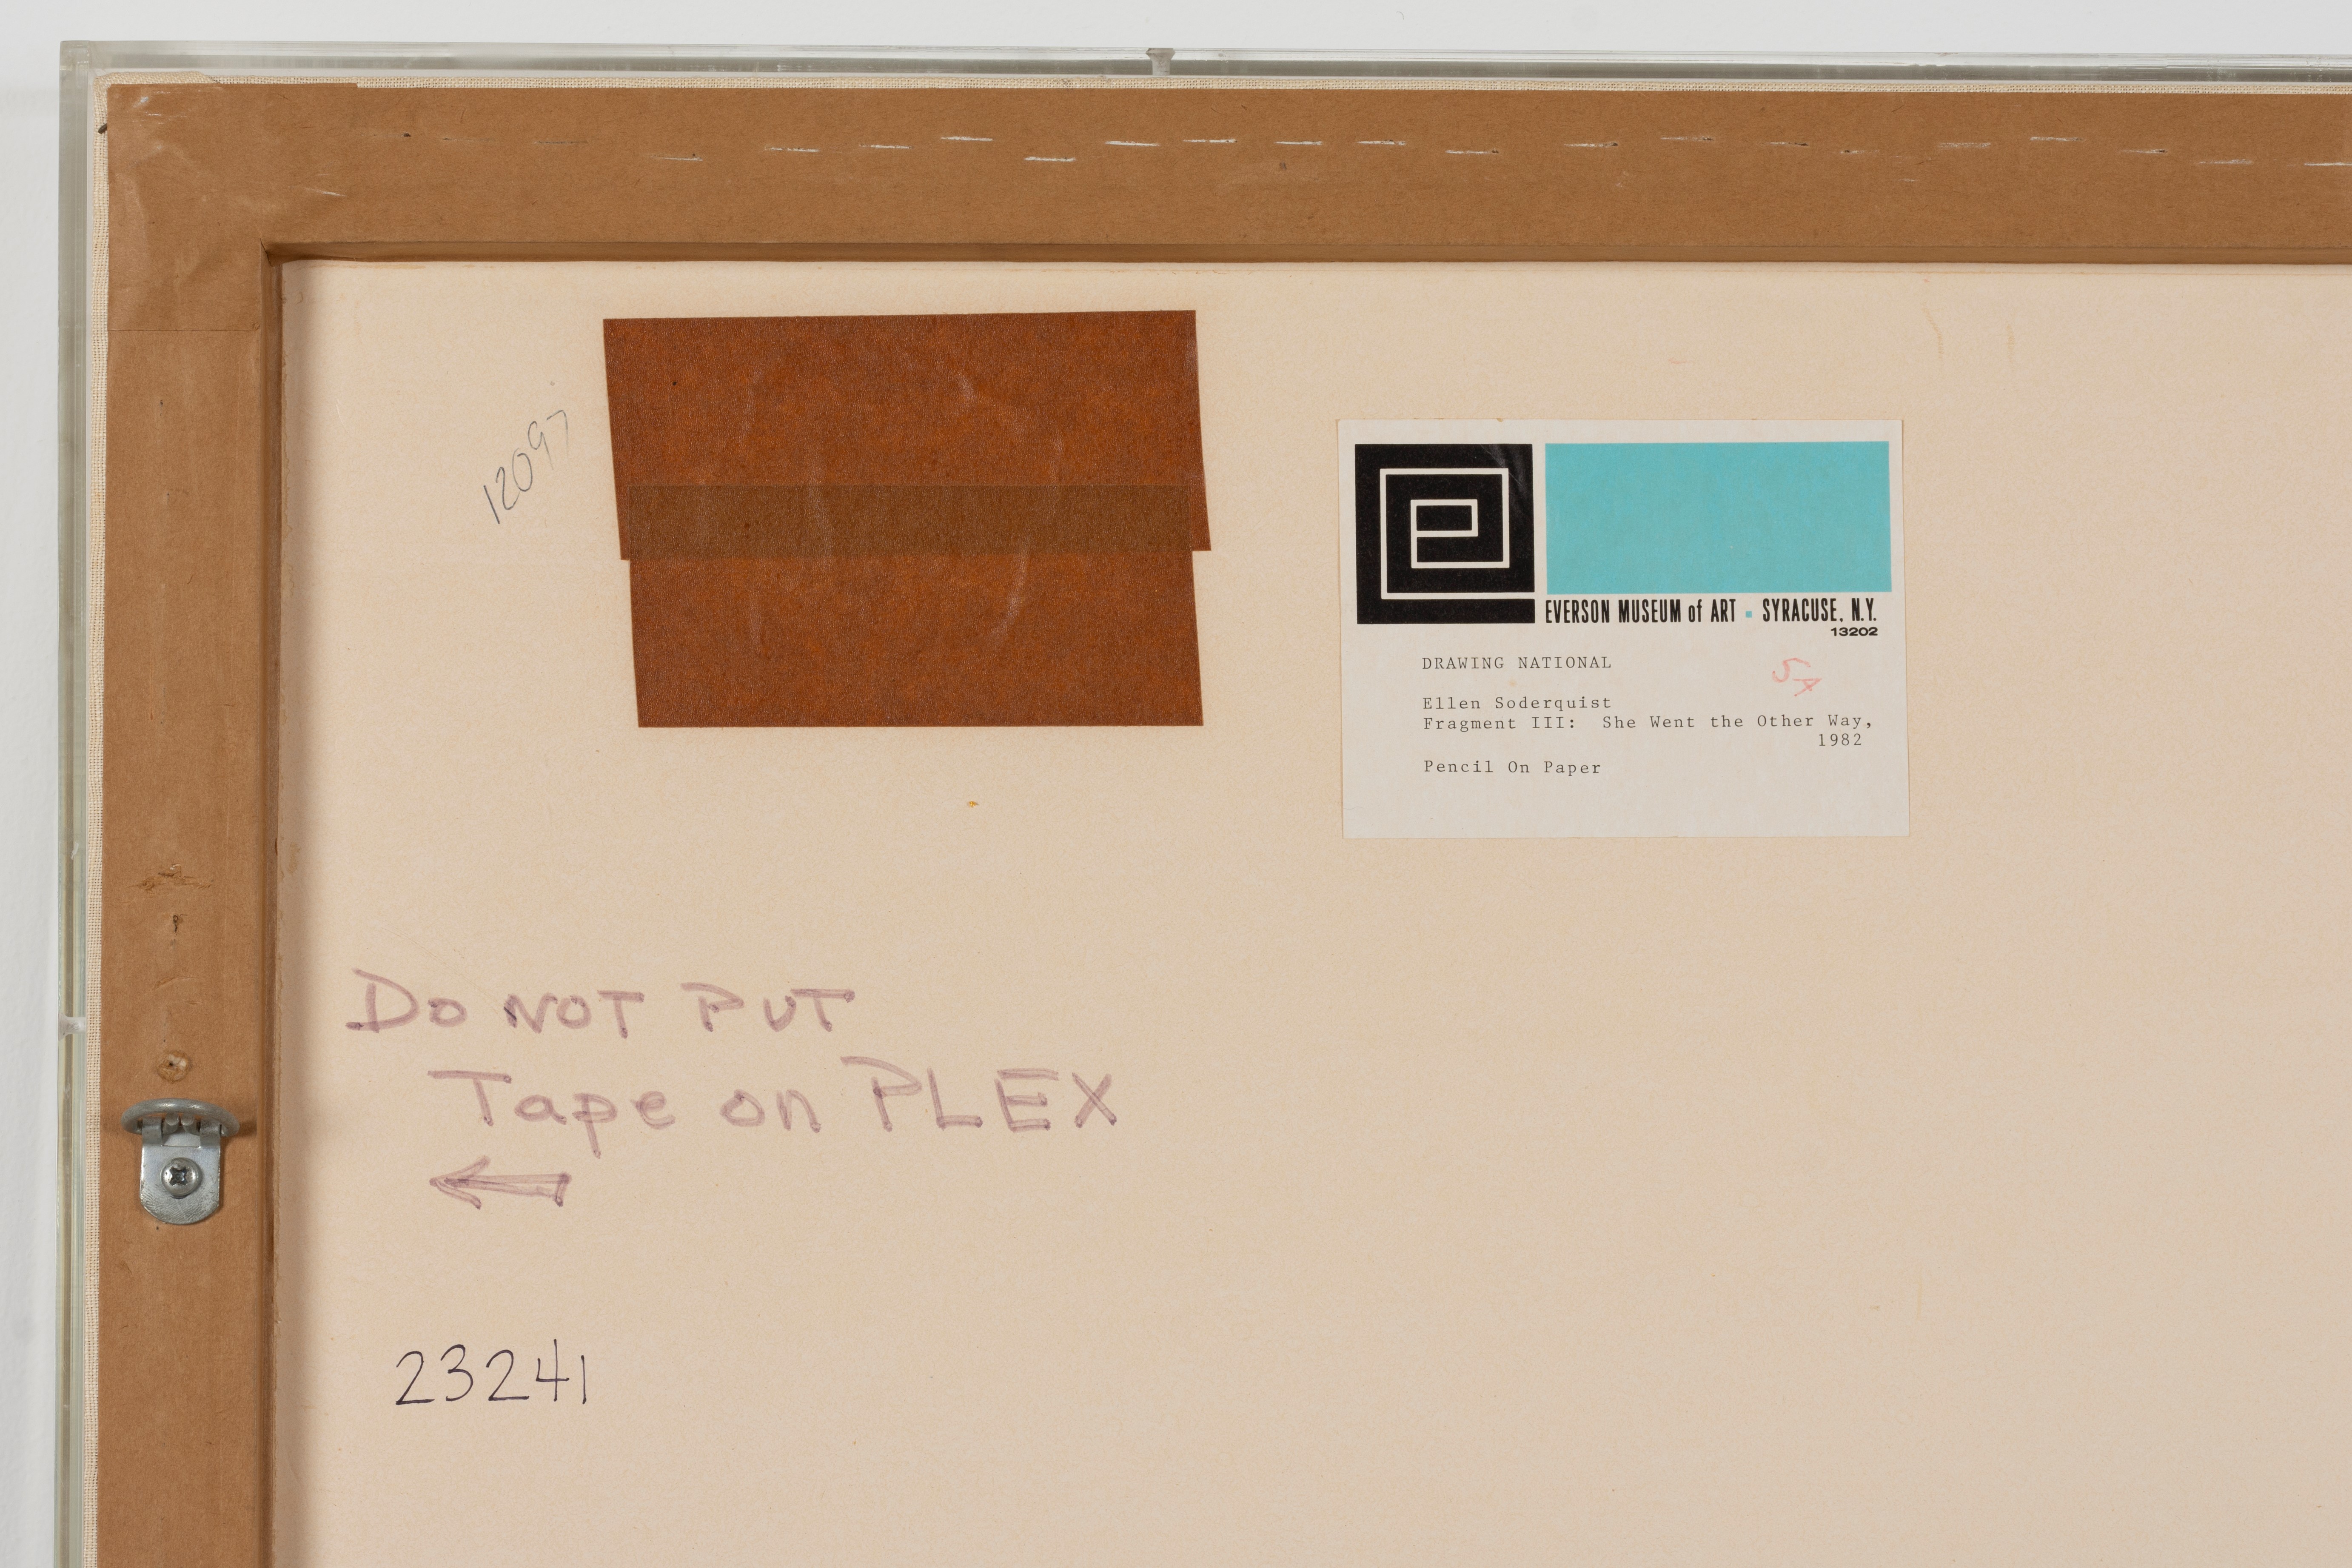 12097
e
EVERSON MUSEUM of ART ▪ SYRACUSE, N.Y.
13202
DRAWING NATIONAL
5A
Ellen Soderquist
Fragment III:  She Went the Other Way,
1982
Pencil On Paper
Do NOT PUT
Tape on PLEX
←
23241